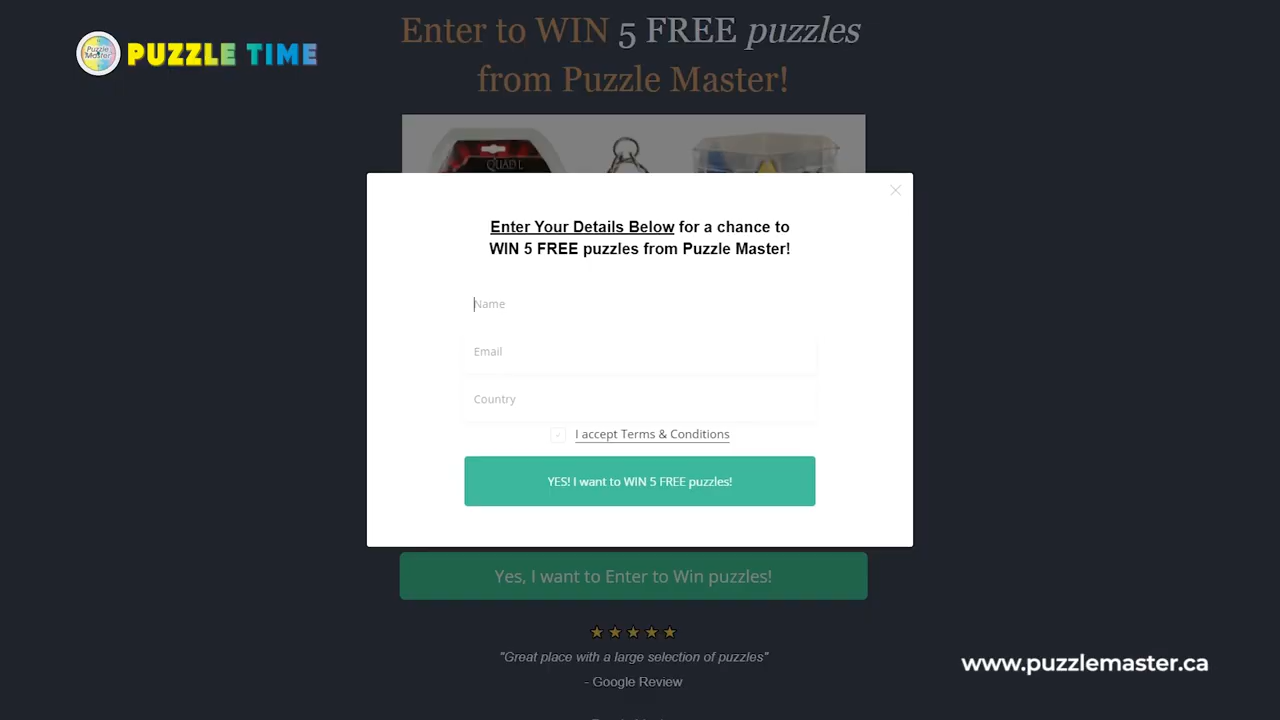 Enter to WIN 5 FREE puzzles
from Puzzle Master!
Puzzle
Master
PUZZLE TIME
QUAD L
Enter Your Details Below for a chance to
WIN 5 FREE puzzles from Puzzle Master!
Name
Email
Country
I accept Terms & Conditions
YES! I want to WIN 5 FREE puzzles!
Yes, I want to Enter to Win puzzles!
"Great place with a large selection of puzzles"
- Google Review
www.puzzlemaster.ca